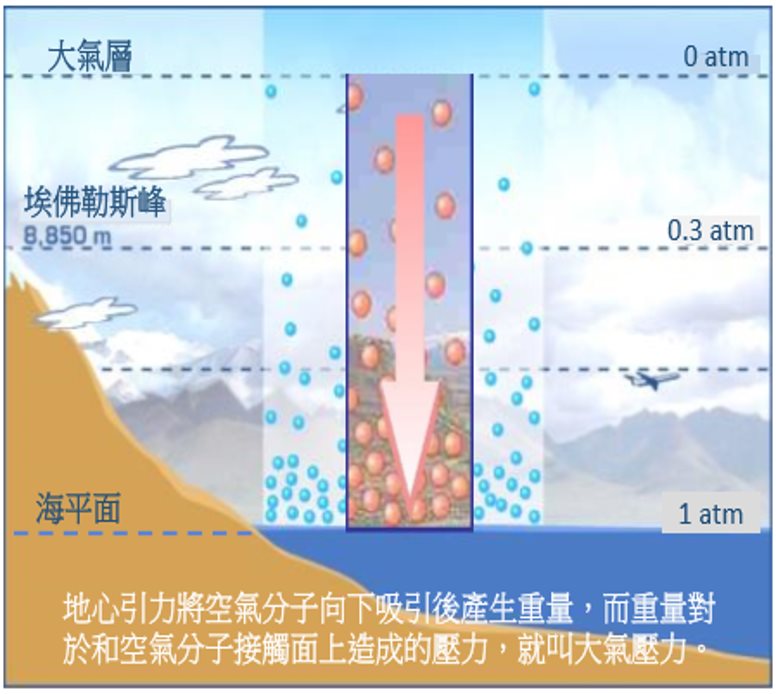 大氣層
0 atm
埃佛勒斯峰
8,850 m
0.3 atm
海平面
1 atm
地心引力將空氣分子向下吸引後產生重量，而重量對
於和空氣分子接觸面上造成的壓力，就叫大氣壓力。